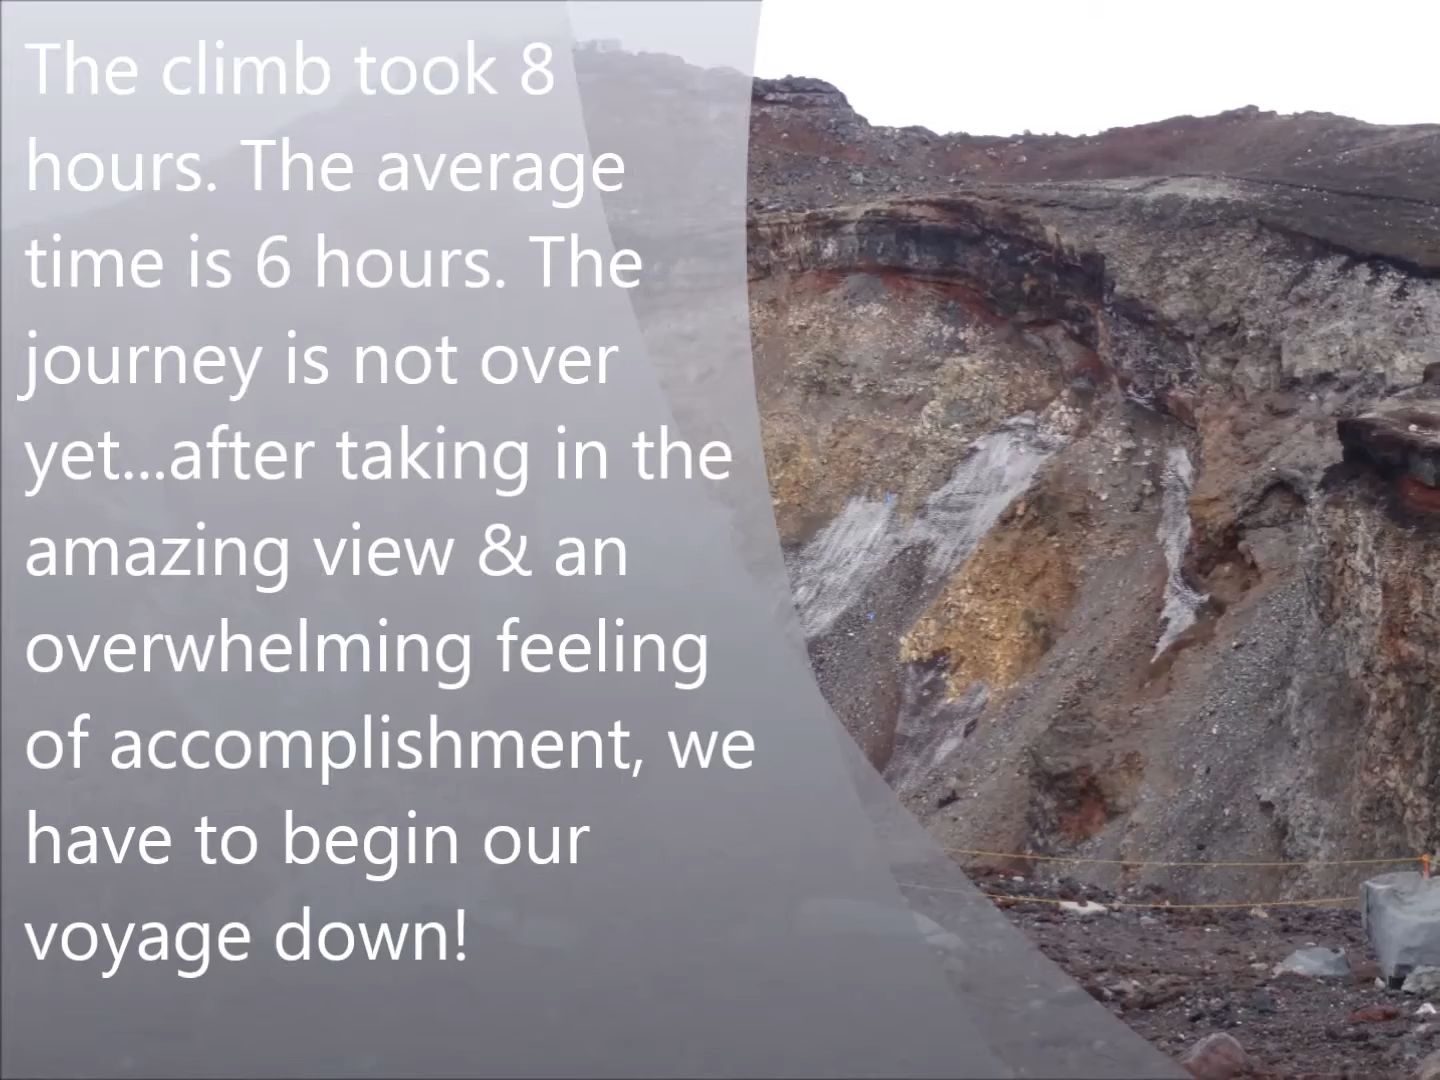 The climb took 8
hours. The average
time is 6 hours. The
journey is not over
yet...after taking in the
amazing view & an
overwhelming feeling
of accomplishment, we
have to begin our
voyage down!